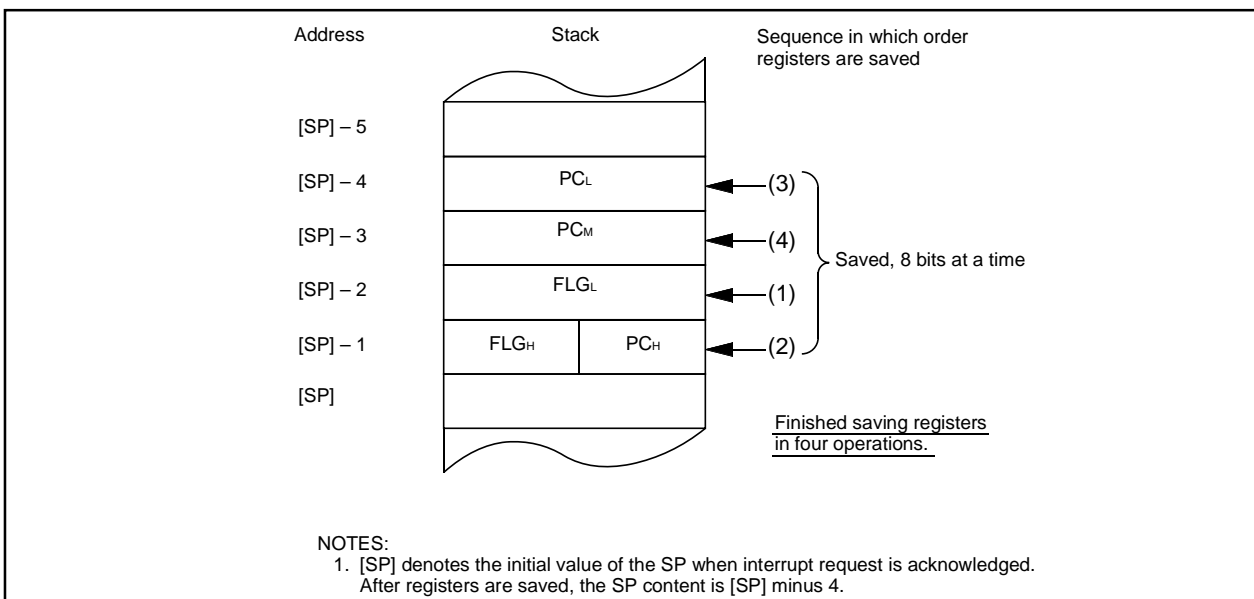 Address Stack Sequence in which order
registers are saved
[SP] – 5
[SP] – 4 PCL (3)
[SP] – 3 PCM (4)
Saved, 8 bits at a time
[SP] – 2 FLGL (1)
[SP] – 1 FLGH PCH (2)
[SP]
Finished saving registers
in four operations.
NOTES:
1. [SP] denotes the initial value of the SP when interrupt request is acknowledged.
After registers are saved, the SP content is [SP] minus 4.